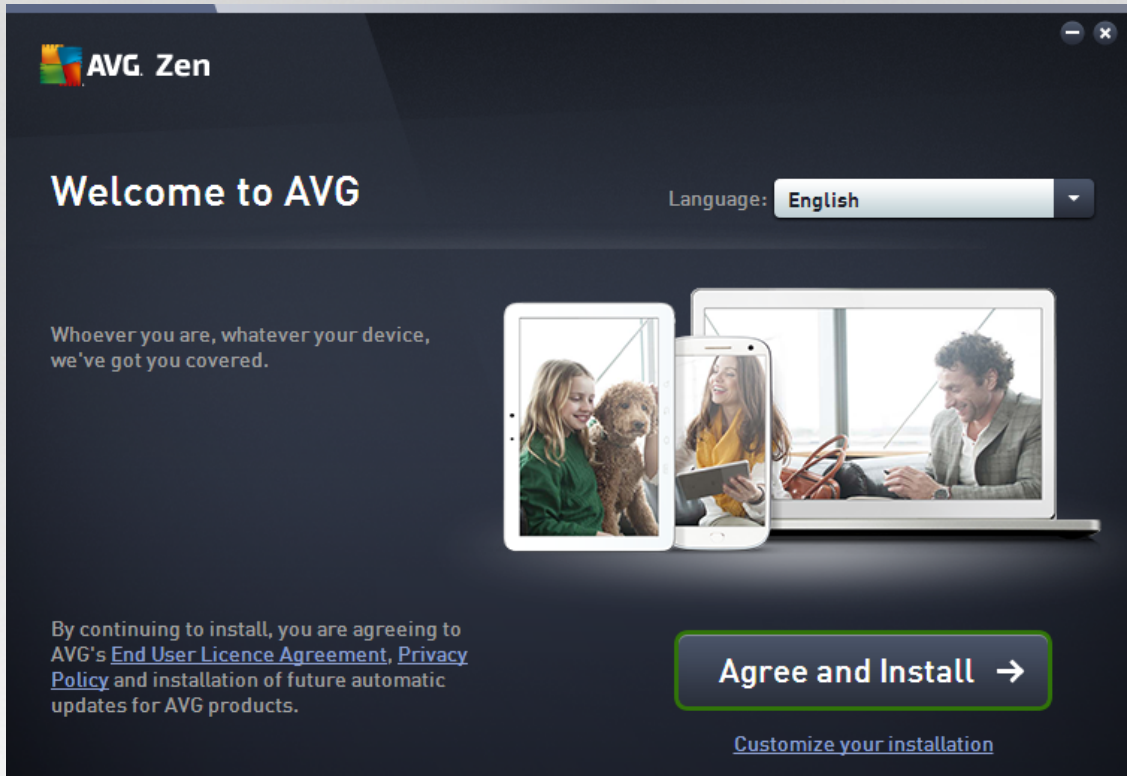 AVG. Zen
Welcome to AVG
Language: English
Whoever you are, whatever your device,
we've got you covered.
By continuing to install, you are agreeing to
AVG's End User Licence Agreement, Privacy
Policy and installation of future automatic
updates for AVG products.
Agree and Install →
Customize your installation